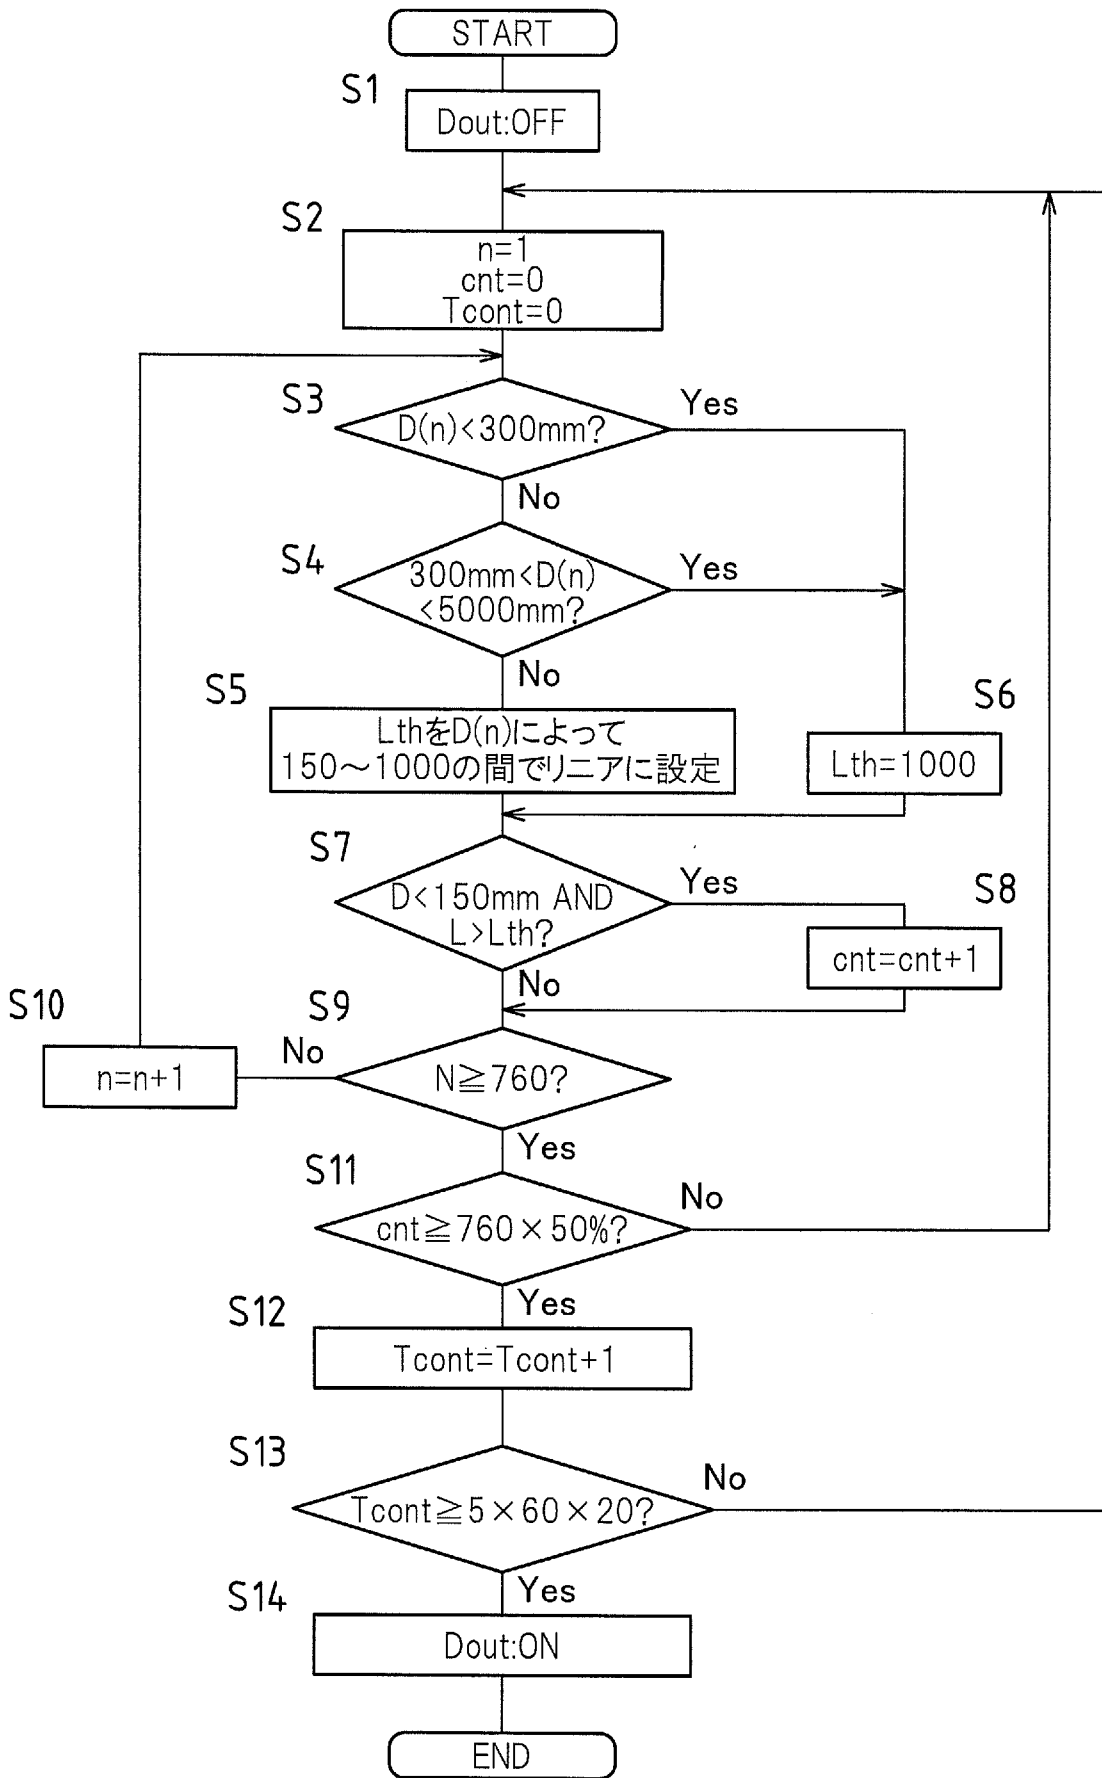 START
S1
Dout:OFF
S2
n=1
cnt=0
Tcont=0
S3
D(n)<300mm?
Yes
No
S4
300mm<D(n)
<5000mm?
Yes
No
S5
LthをD(n)によって
150～1000の間でリニアに設定
S6
Lth=1000
S7
D<150mm AND
L>Lth?
Yes
No
S8
cnt=cnt+1
S9
N≧760?
No
Yes
S10
n=n+1
S11
cnt≧760×50%?
No
Yes
S12
Tcont=Tcont+1
S13
Tcont≧5×60×20?
No
Yes
S14
Dout:ON
END